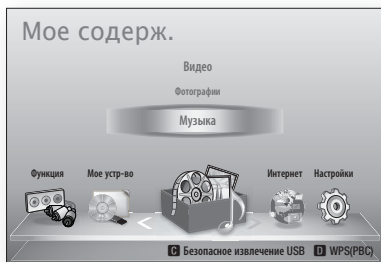 Мое содерж.
Видео
Фотографии
Музыка
Функция Мое устр-во Интернет Настройки
C Безопасное извлечение USB D WPS(PBC)